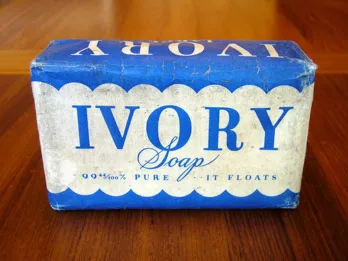 IVORY
IVORY
Soap
99 44/100% PURE · · IT FLOATS